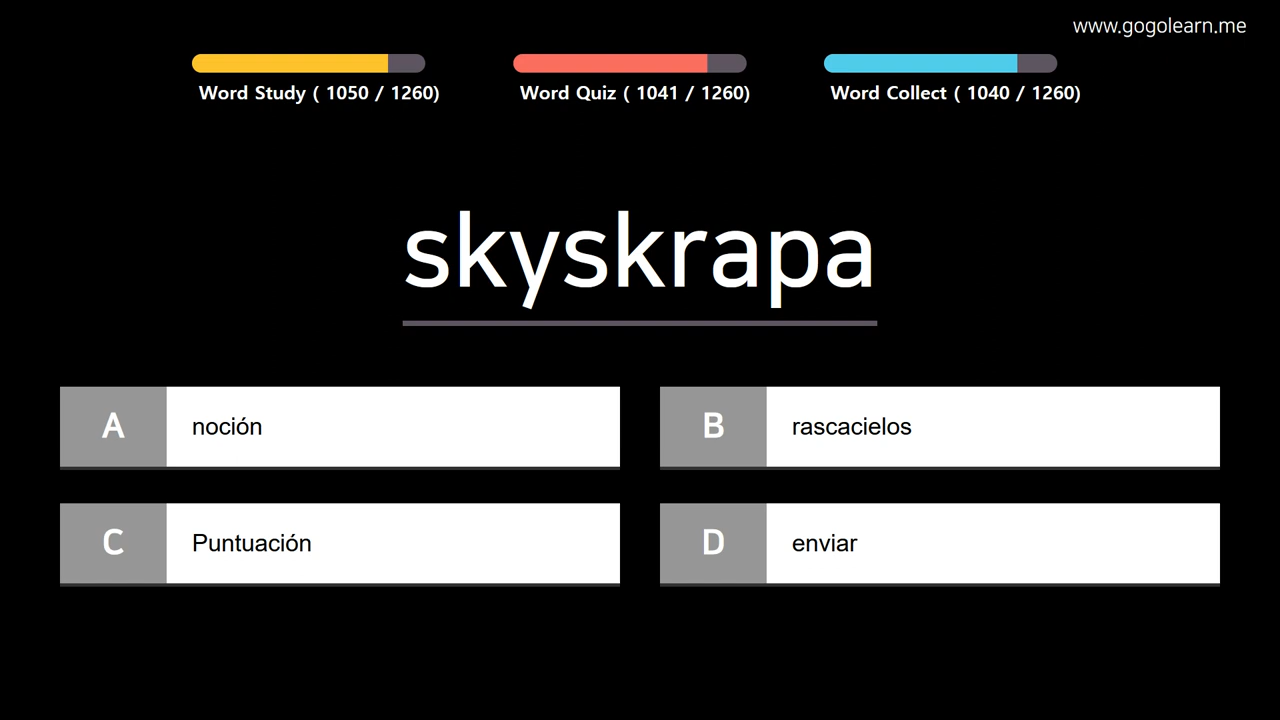 www.gogolearn.me
Word Study ( 1050 / 1260)
Word Quiz ( 1041 / 1260)
Word Collect ( 1040 / 1260)
skyskrapa
A noción
B rascacielos
C Puntuación
D enviar